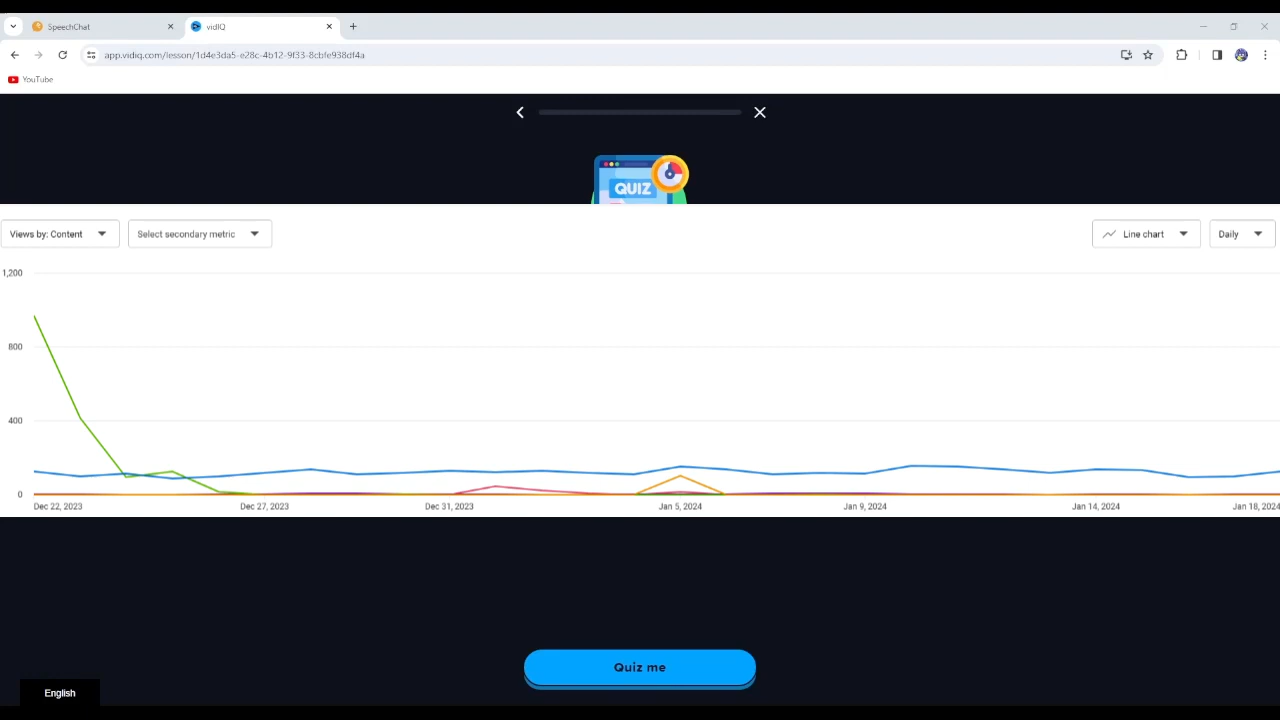 SpeechChat
vidIQ
app.vidiq.com/lesson/1d4e3da5-e28c-4b12-9f33-8cbfe938df4a
YouTube
QUIZ
Views by: Content
Select secondary metric
Line chart
Daily
1,200
800
400
0
Dec 22, 2023
Dec 27, 2023
Dec 31, 2023
Jan 5, 2024
Jan 9, 2024
Jan 14, 2024
Jan 18, 2024
Quiz me
English